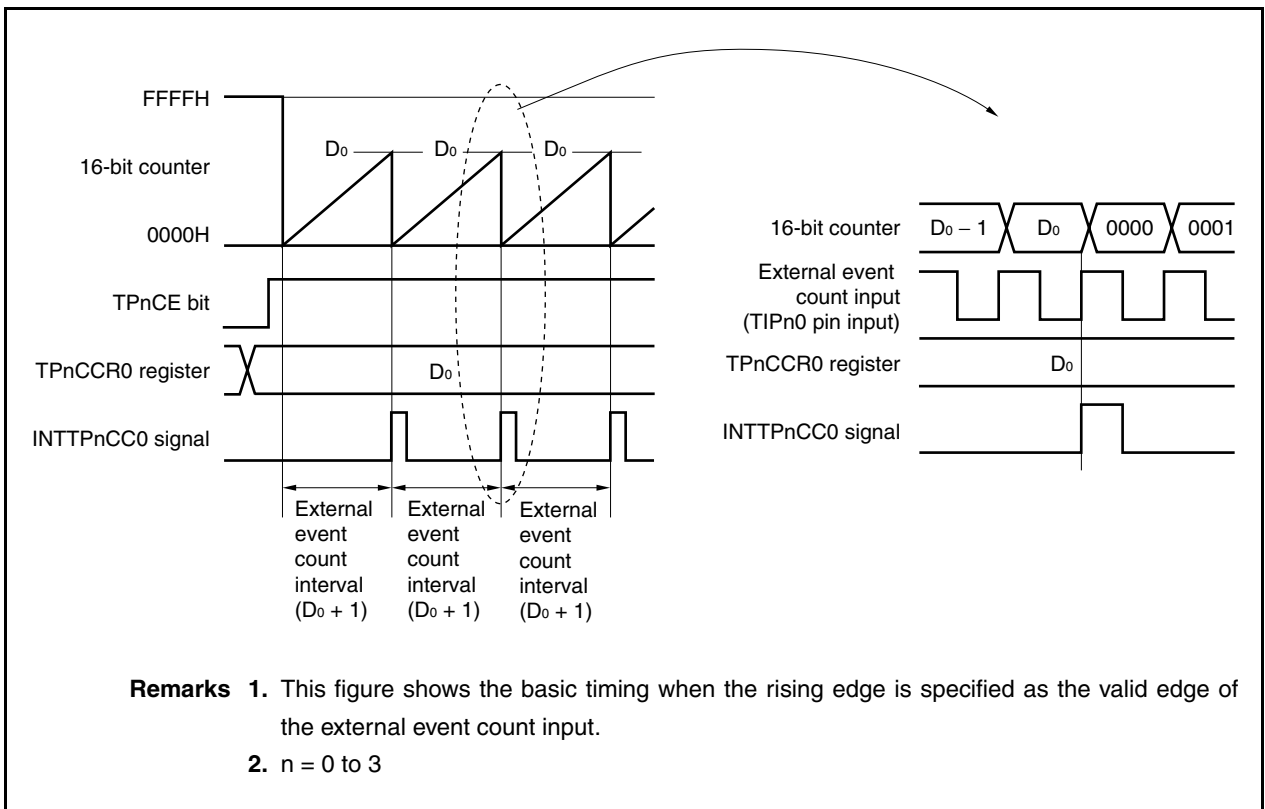 FFFFH
16-bit counter
0000H
D0 D0 D0
TPnCE bit
TPnCCR0 register
D0
INTTPnCC0 signal
External
event
count
interval
(D0 + 1)
External
event
count
interval
(D0 + 1)
External
event
count
interval
(D0 + 1)
16-bit counter
D0 − 1 D0 0000 0001
External event
count input
(TIPn0 pin input)
TPnCCR0 register
D0
INTTPnCC0 signal
Remarks 1. This figure shows the basic timing when the rising edge is specified as the valid edge of
the external event count input.
2. n = 0 to 3